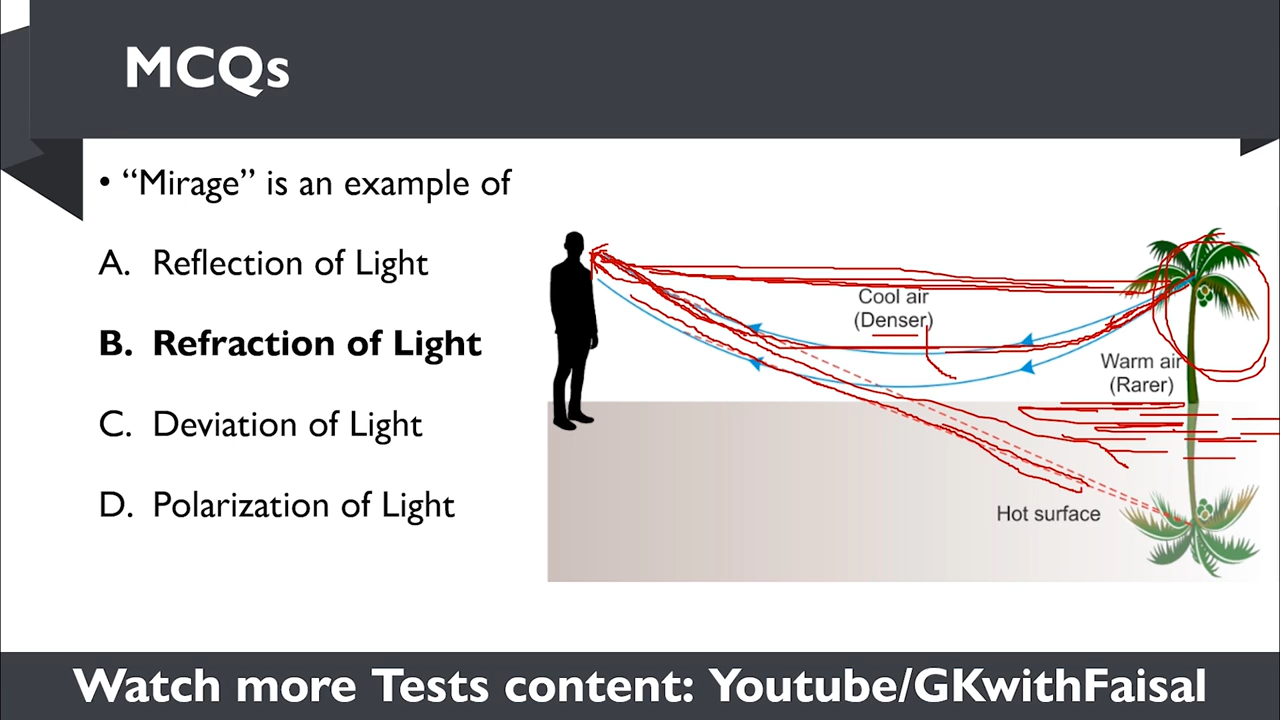 MCQs
• “Mirage” is an example of
A. Reflection of Light
B. Refraction of Light
C. Deviation of Light
D. Polarization of Light
Cool air
(Denser)
Warm air
(Rarer)
Hot surface
Watch more Tests content: Youtube/GKwithFaisal